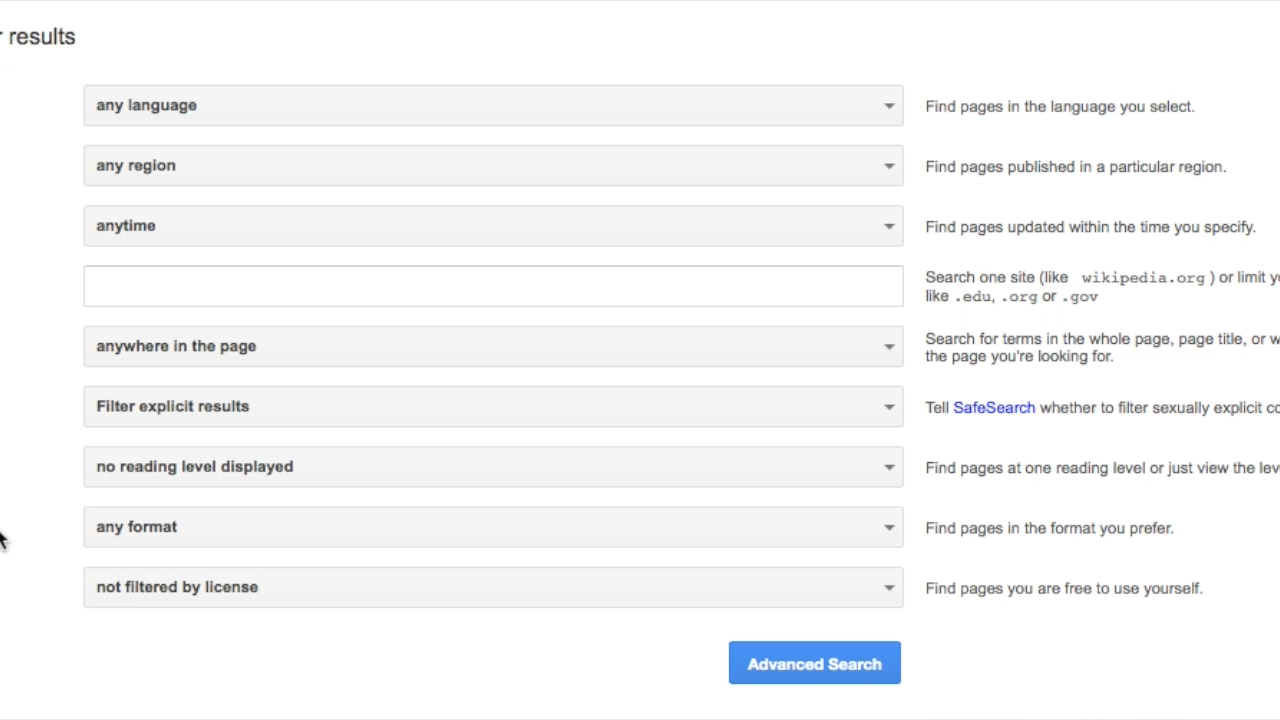 results
any language
Find pages in the language you select.
any region
Find pages published in a particular region.
anytime
Find pages updated within the time you specify.
Search one site (like wikipedia.org ) or limit
like .edu, .org or .gov
anywhere in the page
Search for terms in the whole page, page title, or
the page you're looking for.
Filter explicit results
Tell SafeSearch whether to filter sexually explicit
no reading level displayed
Find pages at one reading level or just view the
any format
Find pages in the format you prefer.
not filtered by license
Find pages you are free to use yourself.
Advanced Search